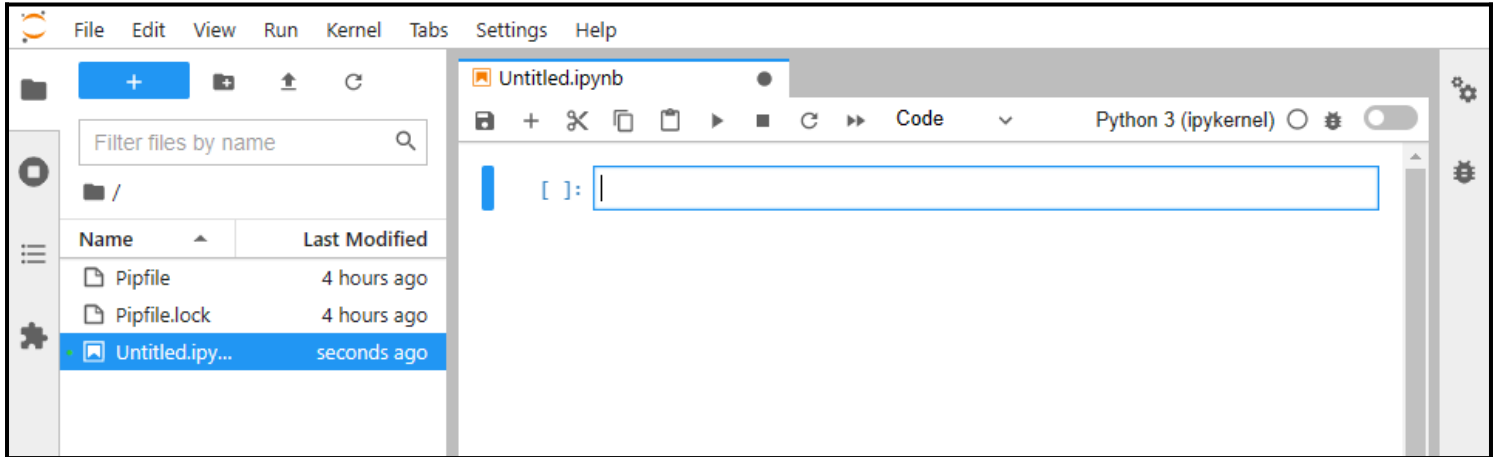 File Edit View Run Kernel Tabs Settings Help
Untitled.ipynb
Code
Python 3 (ipykernel)
Filter files by name
/
[ ]:
Name Last Modified
Pipfile 4 hours ago
Pipfile.lock 4 hours ago
Untitled.ipy... seconds ago